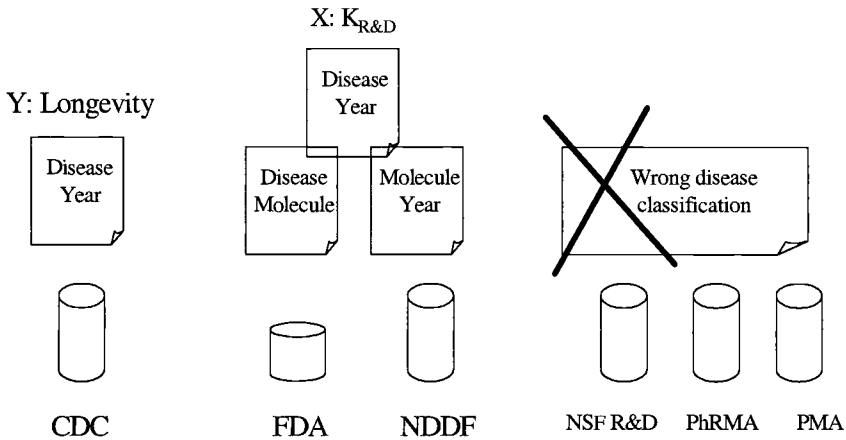 X: K_R&D
Disease
Year
Y: Longevity
Disease
Year
Disease
Molecule
Molecule
Year
Wrong disease
classification
CDC
FDA
NDDF
NSF R&D
PhRMA
PMA